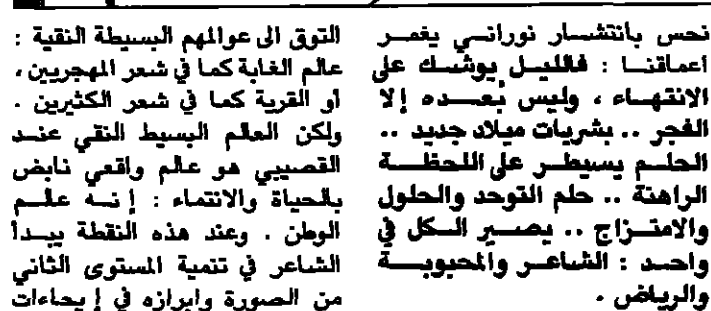 نحس بانتشار نوراني يغمر
اعماقنا : فالليل يوشك على
الانتهاء ، وليس بُعده إلا
الفجر .. بشريات ميلاد جديد ..
الحلم يسيطر على اللحظة
الراهنة .. حلم التوحد والحلول
والامتزاج .. يصير الكل في
واحد : الشاعر والمحبوبة
والرياض .
التوق الى عوالمهم البسيطة النقية :
عالم الغابة كما في شعر المهجريين ،
أو القرية كما في شعر الكثيرين .
ولكن العالم البسيط النقي عند
القصيبي هو عالم واقعي نابض
بالحياة والانتماء : إنه عالم
الوطن . وعند هذه النقطة يبدأ
الشاعر في تنمية المستوى الثاني
من الصورة وابرازه في إيحاءات